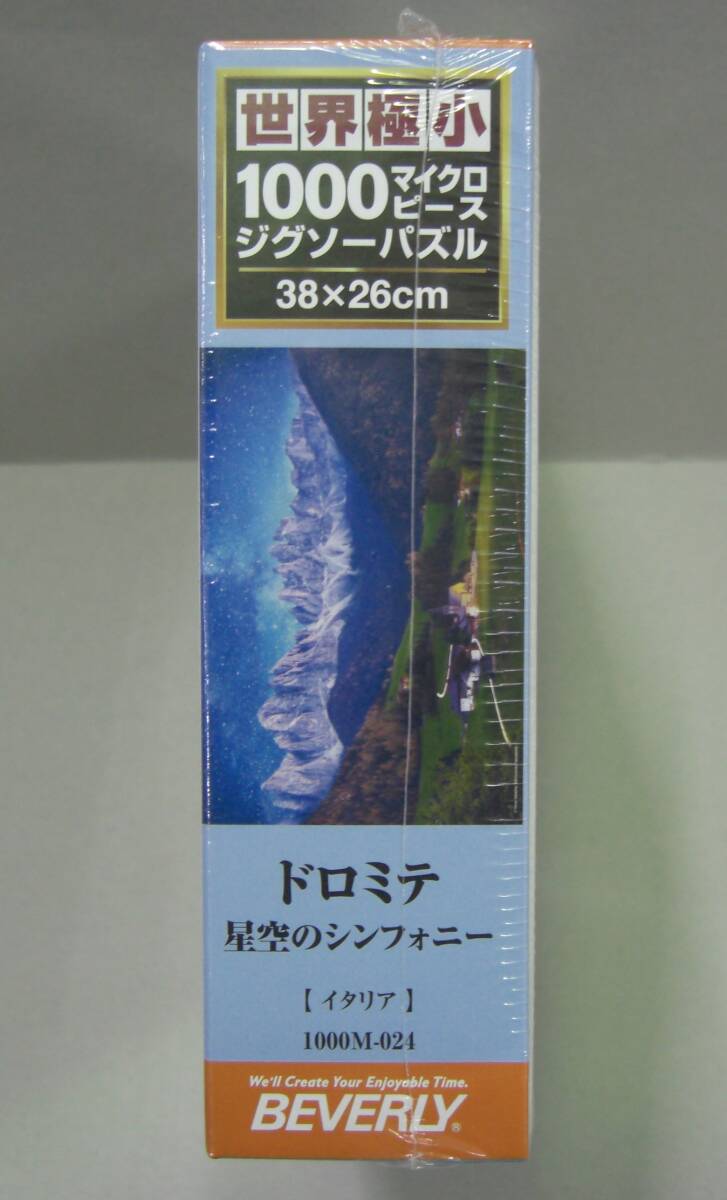 世界極小
1000マイクロピース
ジグソーパズル
38×26cm
ドロミテ
星空のシンフォニー
【イタリア】
1000M-024
We'll Create Your Enjoyable Time.
BEVERLY®